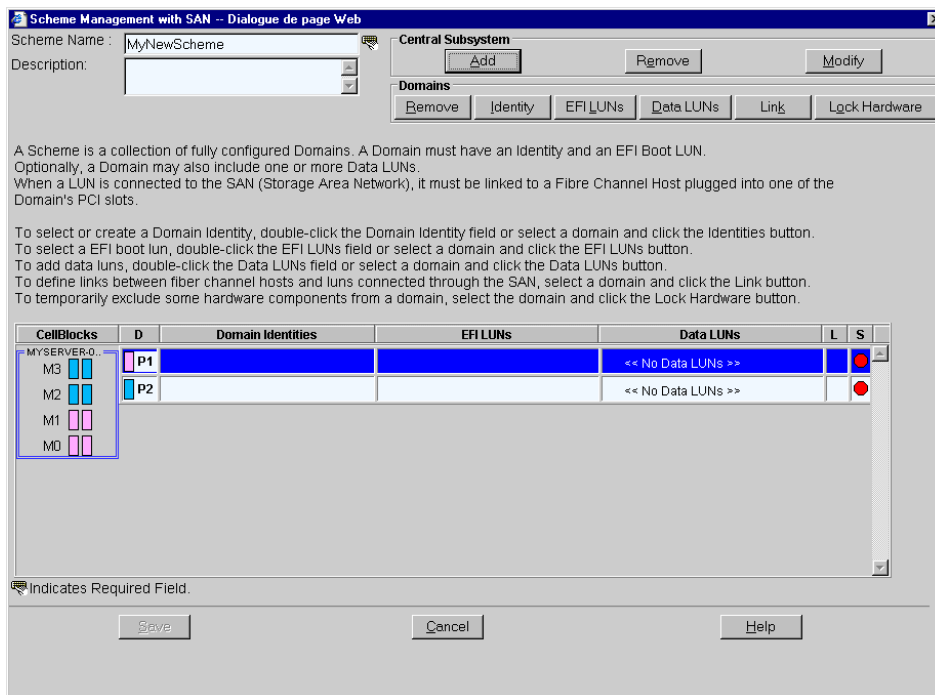 Scheme Management with SAN -- Dialogue de page Web
Scheme Name : MyNewScheme
Description:
Central Subsystem
Add Remove Modify
Domains
Remove Identity EFI LUNs Data LUNs Link Lock Hardware
A Scheme is a collection of fully configured Domains. A Domain must have an Identity and an EFI Boot LUN.
Optionally, a Domain may also include one or more Data LUNs.
When a LUN is connected to the SAN (Storage Area Network), it must be linked to a Fibre Channel Host plugged into one of the
Domain's PCI slots.
To select or create a Domain Identity, double-click the Domain Identity field or select a domain and click the Identities button.
To select a EFI boot lun, double-click the EFI LUNs field or select a domain and click the EFI LUNs button.
To add data luns, double-click the Data LUNs field or select a domain and click the Data LUNs button.
To define links between fiber channel hosts and luns connected through the SAN, select a domain and click the Link button.
To temporarily exclude some hardware components from a domain, select the domain and click the Lock Hardware button.
CellBlocks D Domain Identities EFI LUNs Data LUNs L S
MYSERVER-0..
M3 P1 << No Data LUNs >>
M2 P2 << No Data LUNs >>
M1
M0
Indicates Required Field.
Save Cancel Help